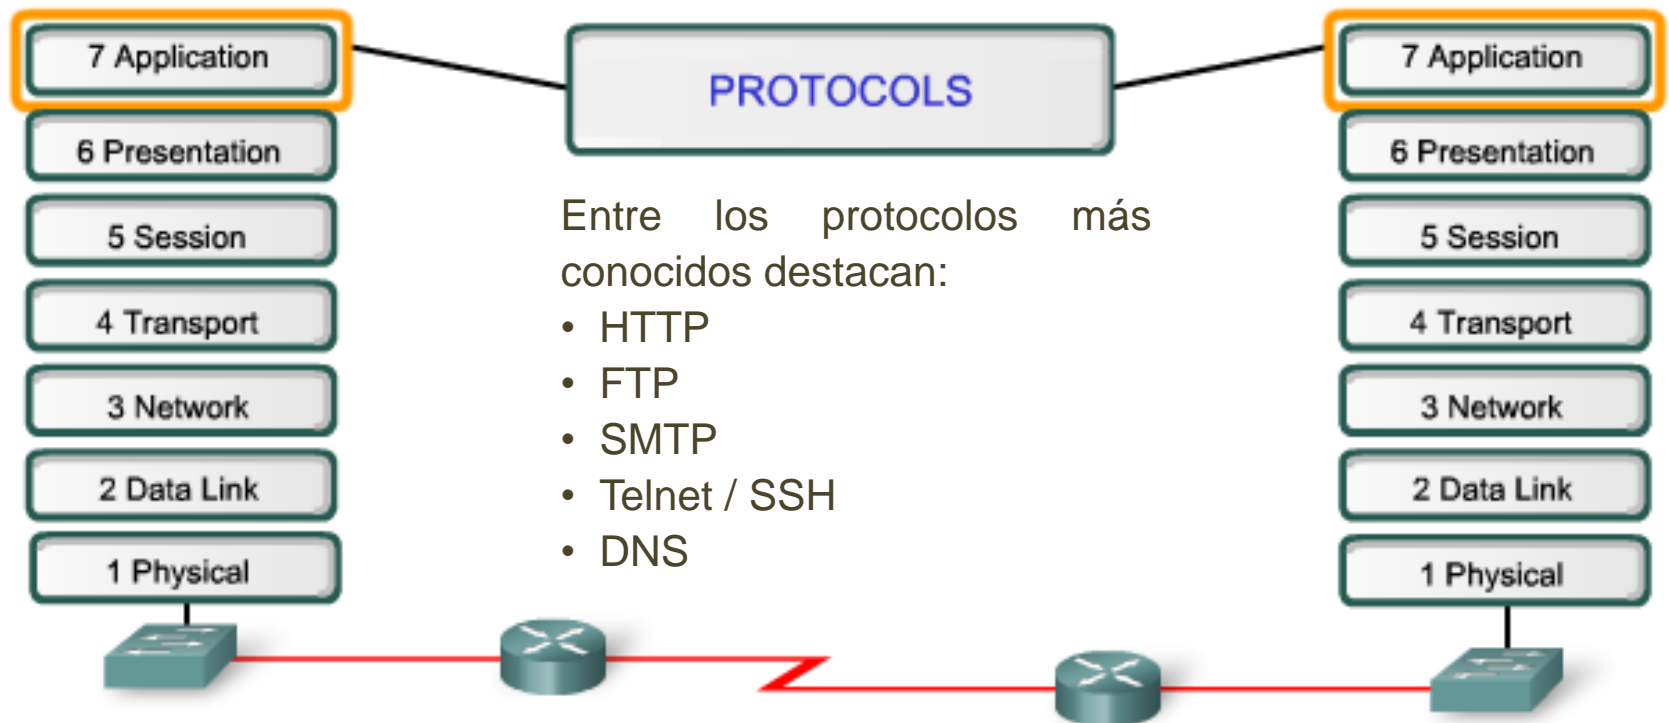 7 Application
6 Presentation
5 Session
4 Transport
3 Network
2 Data Link
1 Physical
PROTOCOLS
Entre los protocolos más
conocidos destacan:
• HTTP
• FTP
• SMTP
• Telnet / SSH
• DNS
7 Application
6 Presentation
5 Session
4 Transport
3 Network
2 Data Link
1 Physical